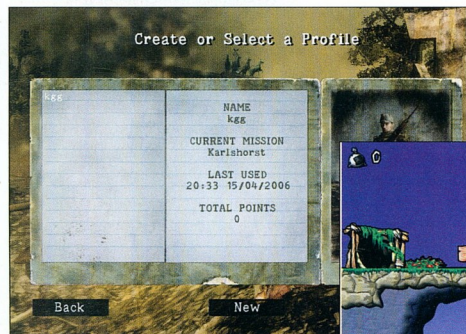 Create or Select a Profile
kgg
NAME
kgg
CURRENT MISSION
Karlshorst
LAST USED
20:33 15/04/2006
TOTAL POINTS
0
0
Back
New